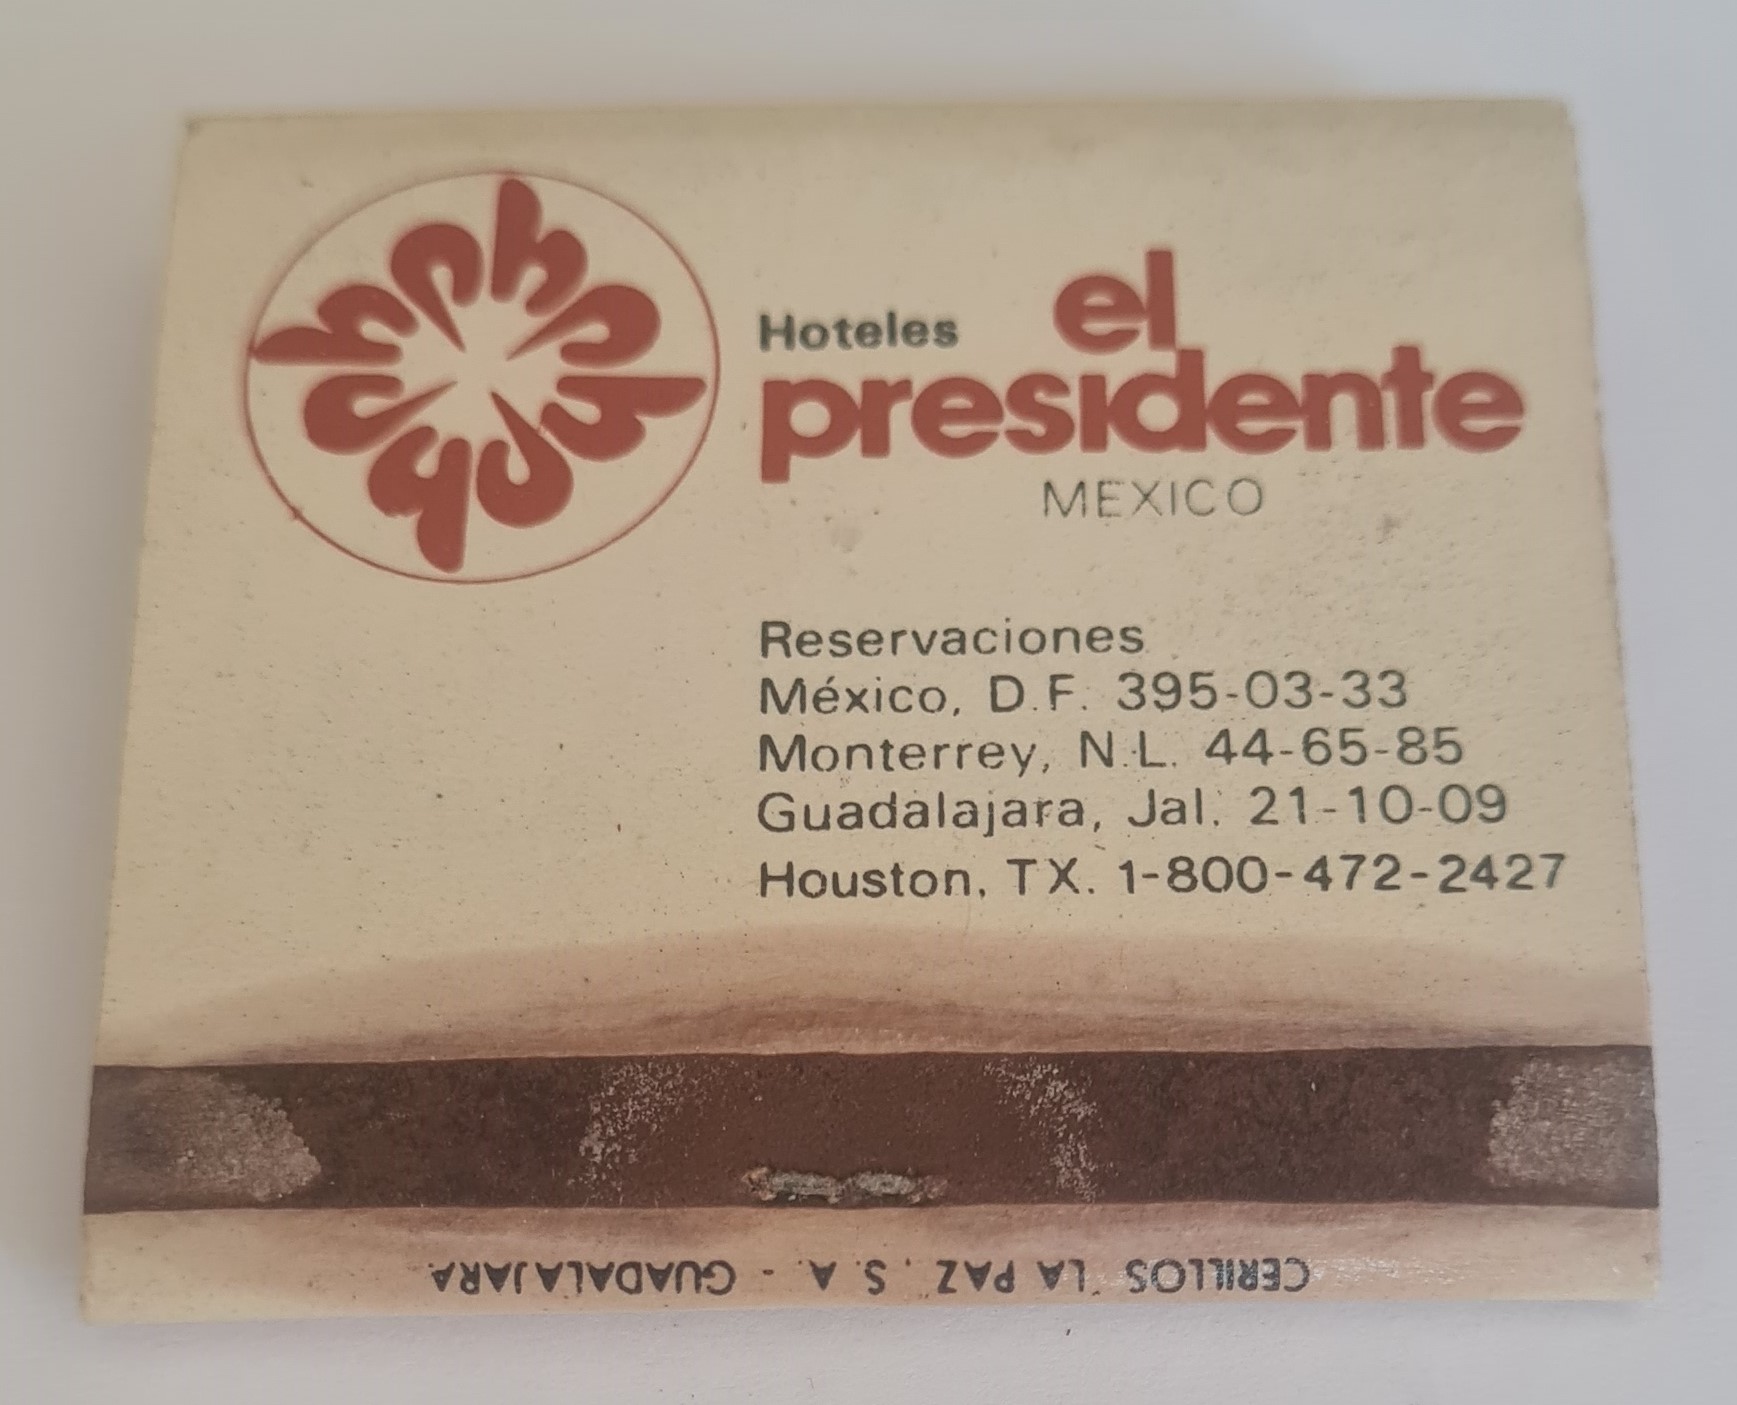 Hoteles el
presidente
MEXICO
Reservaciones
México, D.F. 395-03-33
Monterrey, N.L. 44-65-85
Guadalajara, Jal. 21-10-09
Houston, TX. 1-800-472-2427
CERILLOS "LA PAZ", S. A. - GUADALAJARA